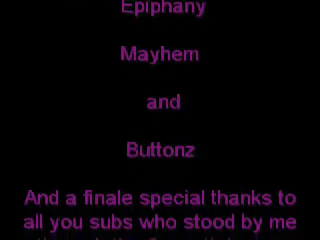 Epiphany
Mayhem
and
Buttonz
And a finale special thanks to
all you subs who stood by me